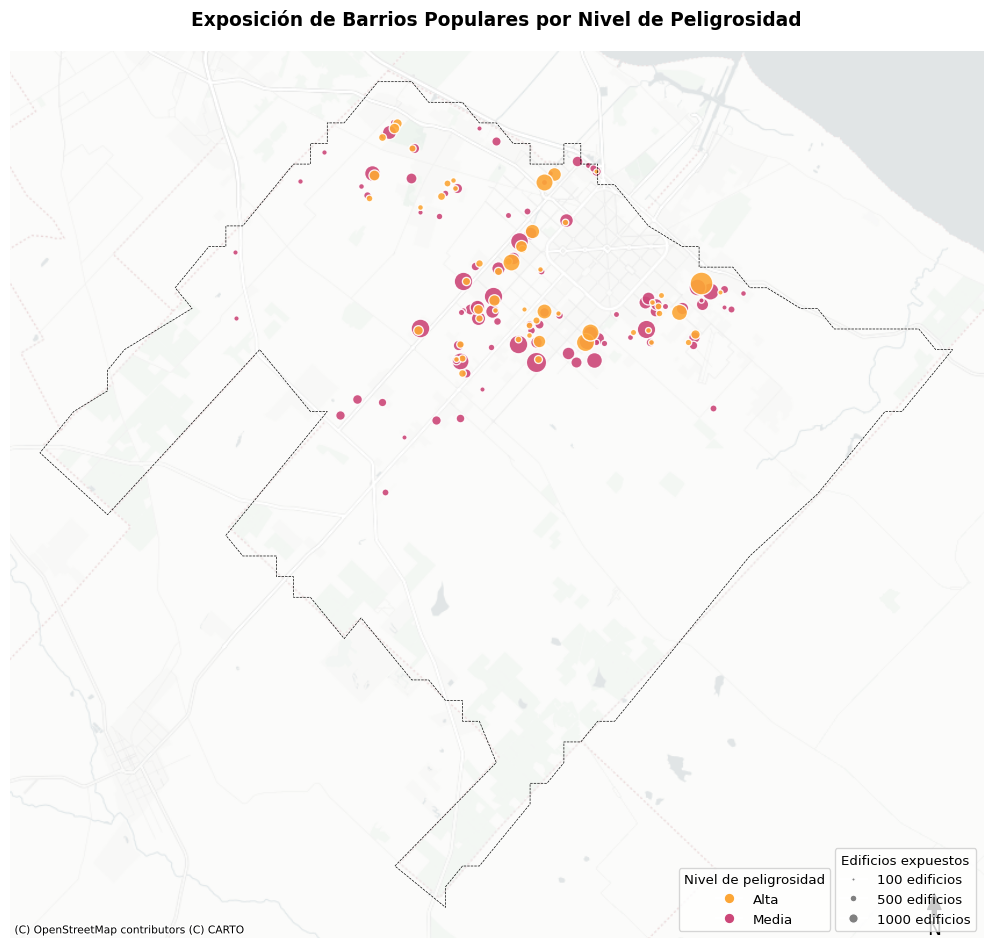 Exposición de Barrios Populares por Nivel de Peligrosidad
Nivel de peligrosidad
Alta
Media
Edificios expuestos
100 edificios
500 edificios
1000 edificios
N
(C) OpenStreetMap contributors (C) CARTO